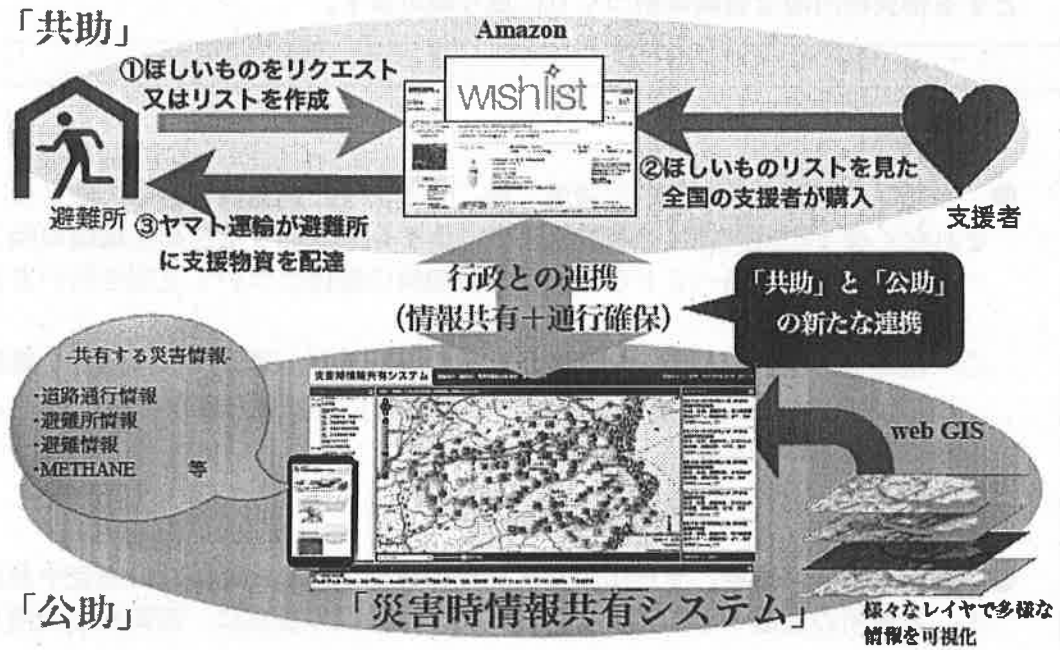 「共助」
Amazon
wishlist
①ほしいものをリクエスト
又はリストを作成
②ほしいものリストを見た
全国の支援者が購入
避難所
③ヤマト運輸が避難所
に支援物資を配達
支援者
行政との連携
(情報共有+通行確保)
「共助」と「公助」
の新たな連携
-共有する災害情報-
・道路通行情報
・避難所情報
・避難情報
・METHANE 等
災害時情報共有システム
web GIS
「公助」
「災害時情報共有システム」
様々なレイヤで多様な
情報を可視化